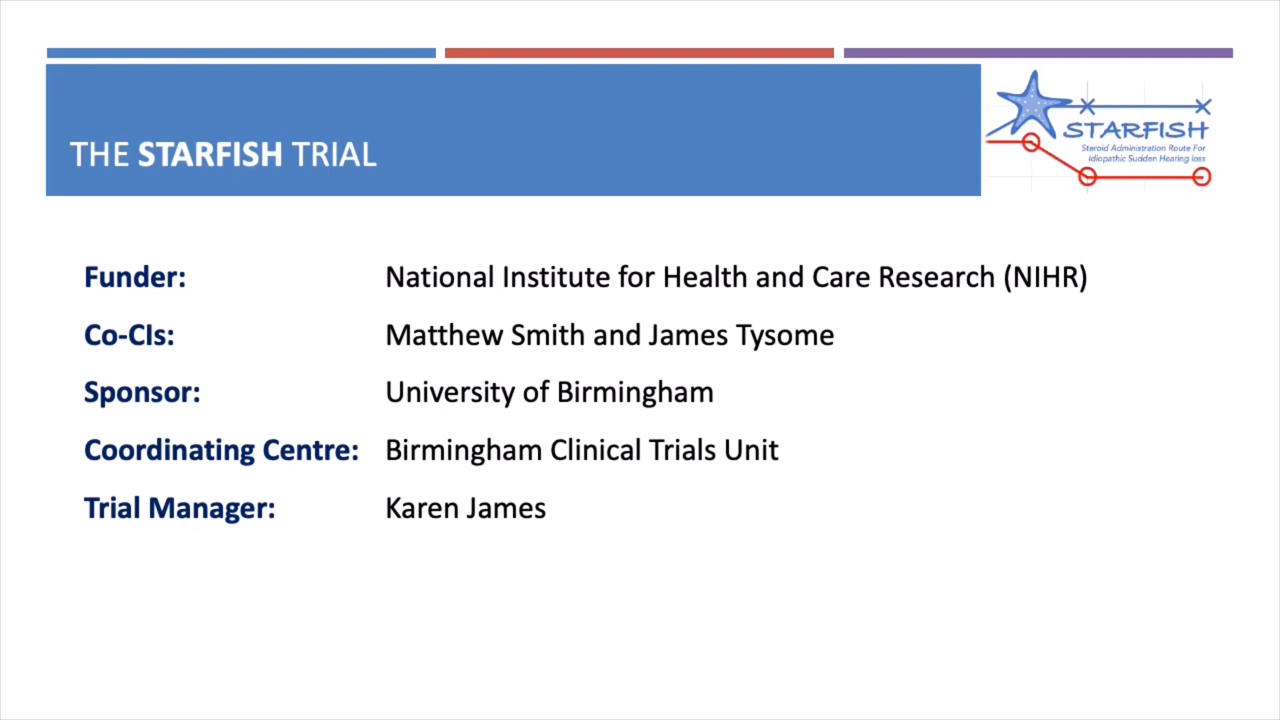 THE STARFISH TRIAL
STARFISH
Steroid Administration Route For
Idiopathic Sudden Hearing loss
Funder: National Institute for Health and Care Research (NIHR)
Co-CIs: Matthew Smith and James Tysome
Sponsor: University of Birmingham
Coordinating Centre: Birmingham Clinical Trials Unit
Trial Manager: Karen James